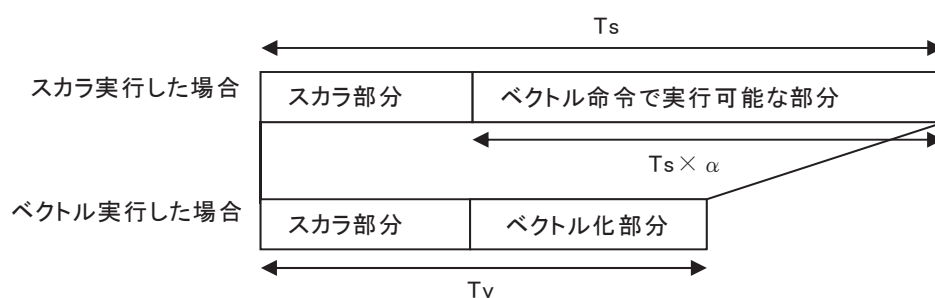 Ts
スカラ実行した場合
スカラ部分
ベクトル命令で実行可能な部分
Ts× α
ベクトル実行した場合
スカラ部分
ベクトル化部分
Tv